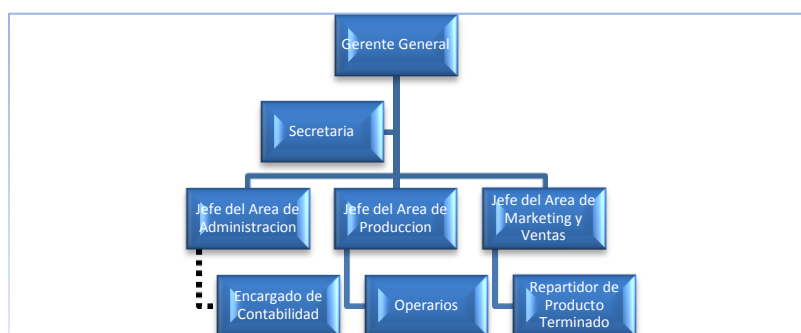 Gerente General
Secretaria
Jefe del Area de
Administracion
Jefe del Area de
Produccion
Jefe del Area de
Marketing y
Ventas
Encargado de
Contabilidad
Operarios
Repartidor de
Producto
Terminado